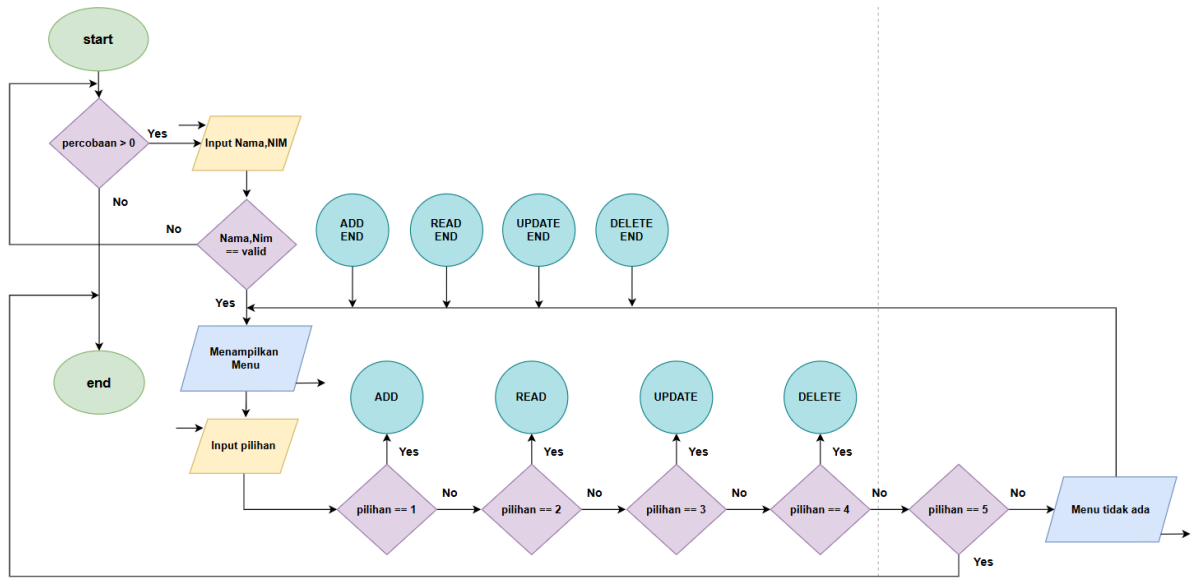 start
percobaan > 0
Yes
Input Nama,NIM
No
No
Nama,Nim
== valid
ADD
END
READ
END
UPDATE
END
DELETE
END
Yes
Menampilkan
Menu
end
ADD
READ
UPDATE
DELETE
Input pilihan
Yes
Yes
Yes
Yes
pilihan == 1
No
pilihan == 2
No
pilihan == 3
No
pilihan == 4
No
pilihan == 5
No
Menu tidak ada
Yes